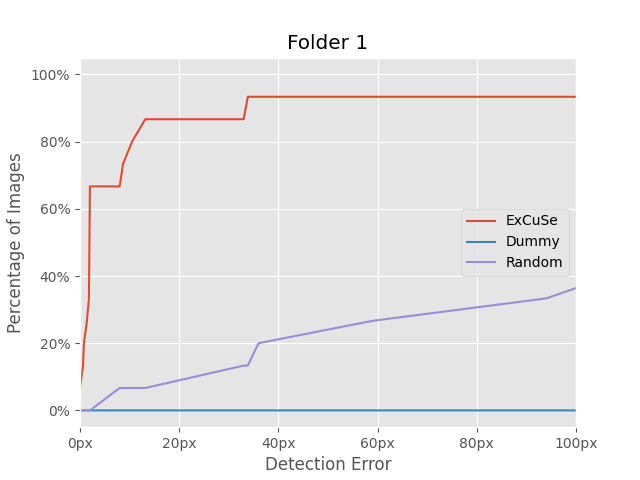 Folder 1
Percentage of Images
100%
80%
60%
40%
20%
0%
ExCuSe
Dummy
Random
0px 20px 40px 60px 80px 100px
Detection Error